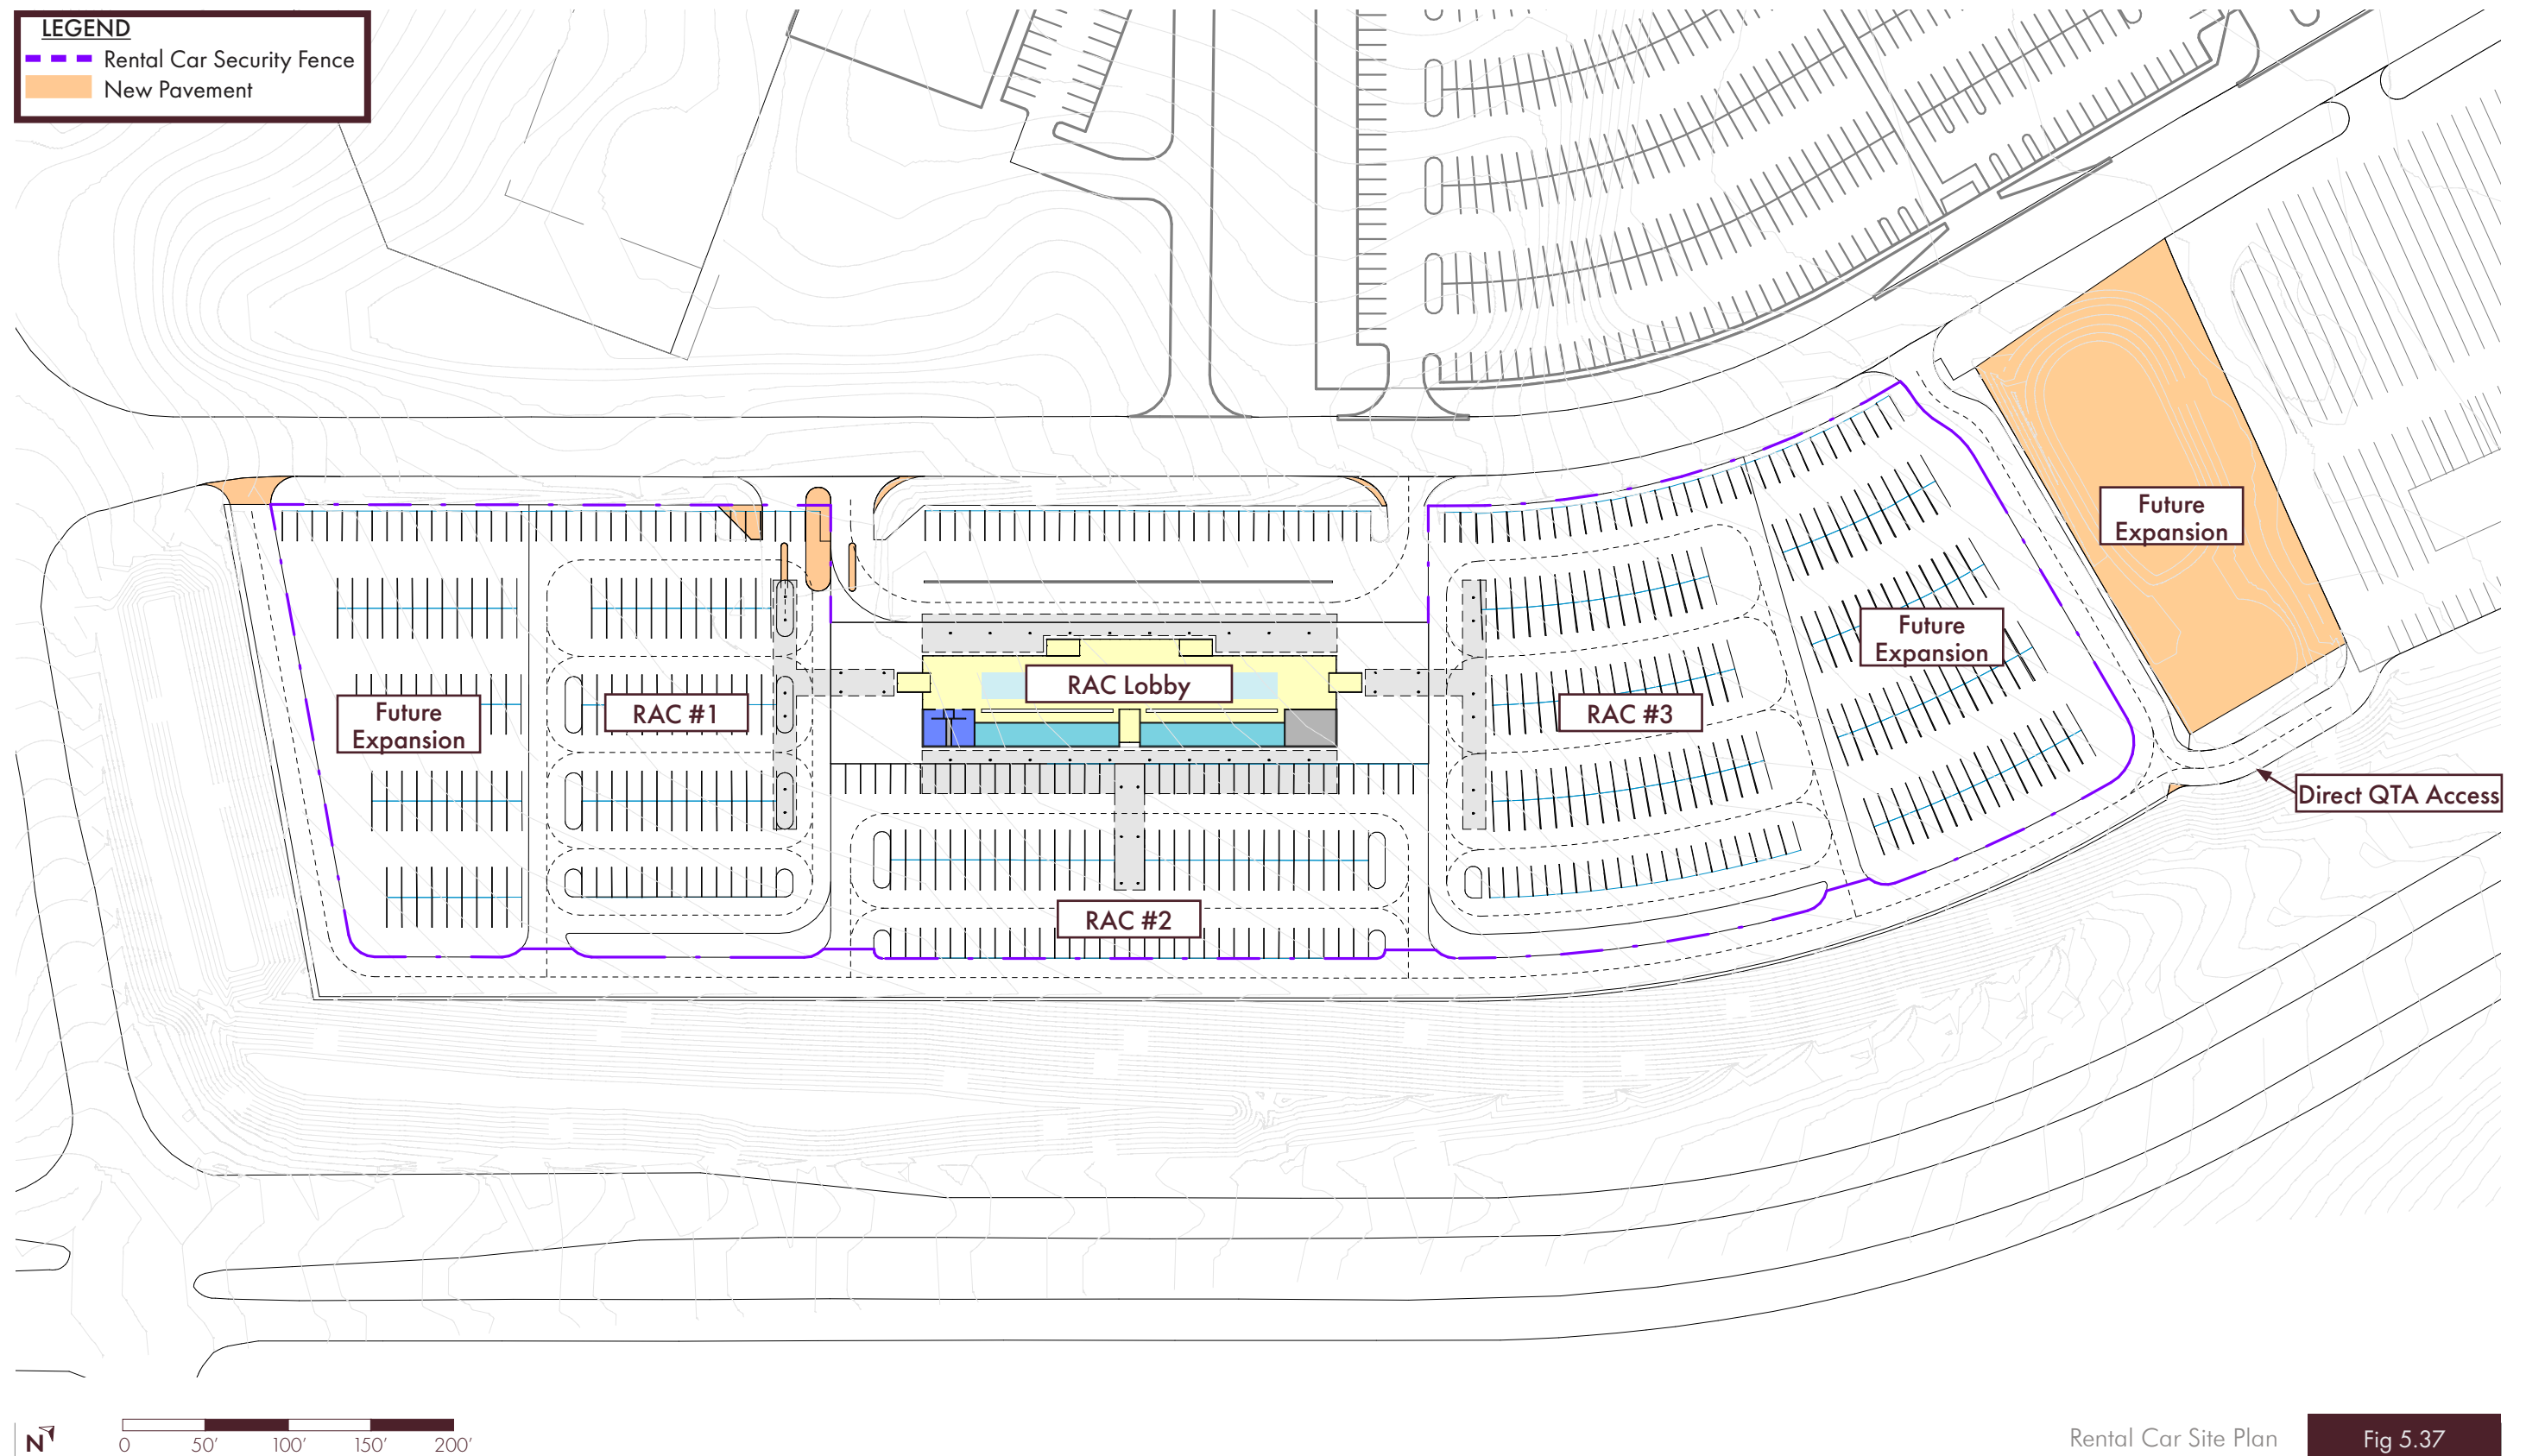 LEGEND
Rental Car Security Fence
New Pavement
Future
Expansion
Future
Expansion
RAC Lobby
Future
Expansion
RAC #1
RAC #3
Direct QTA Access
RAC #2
N
0 50' 100' 150' 200'
Rental Car Site Plan
Fig 5.37